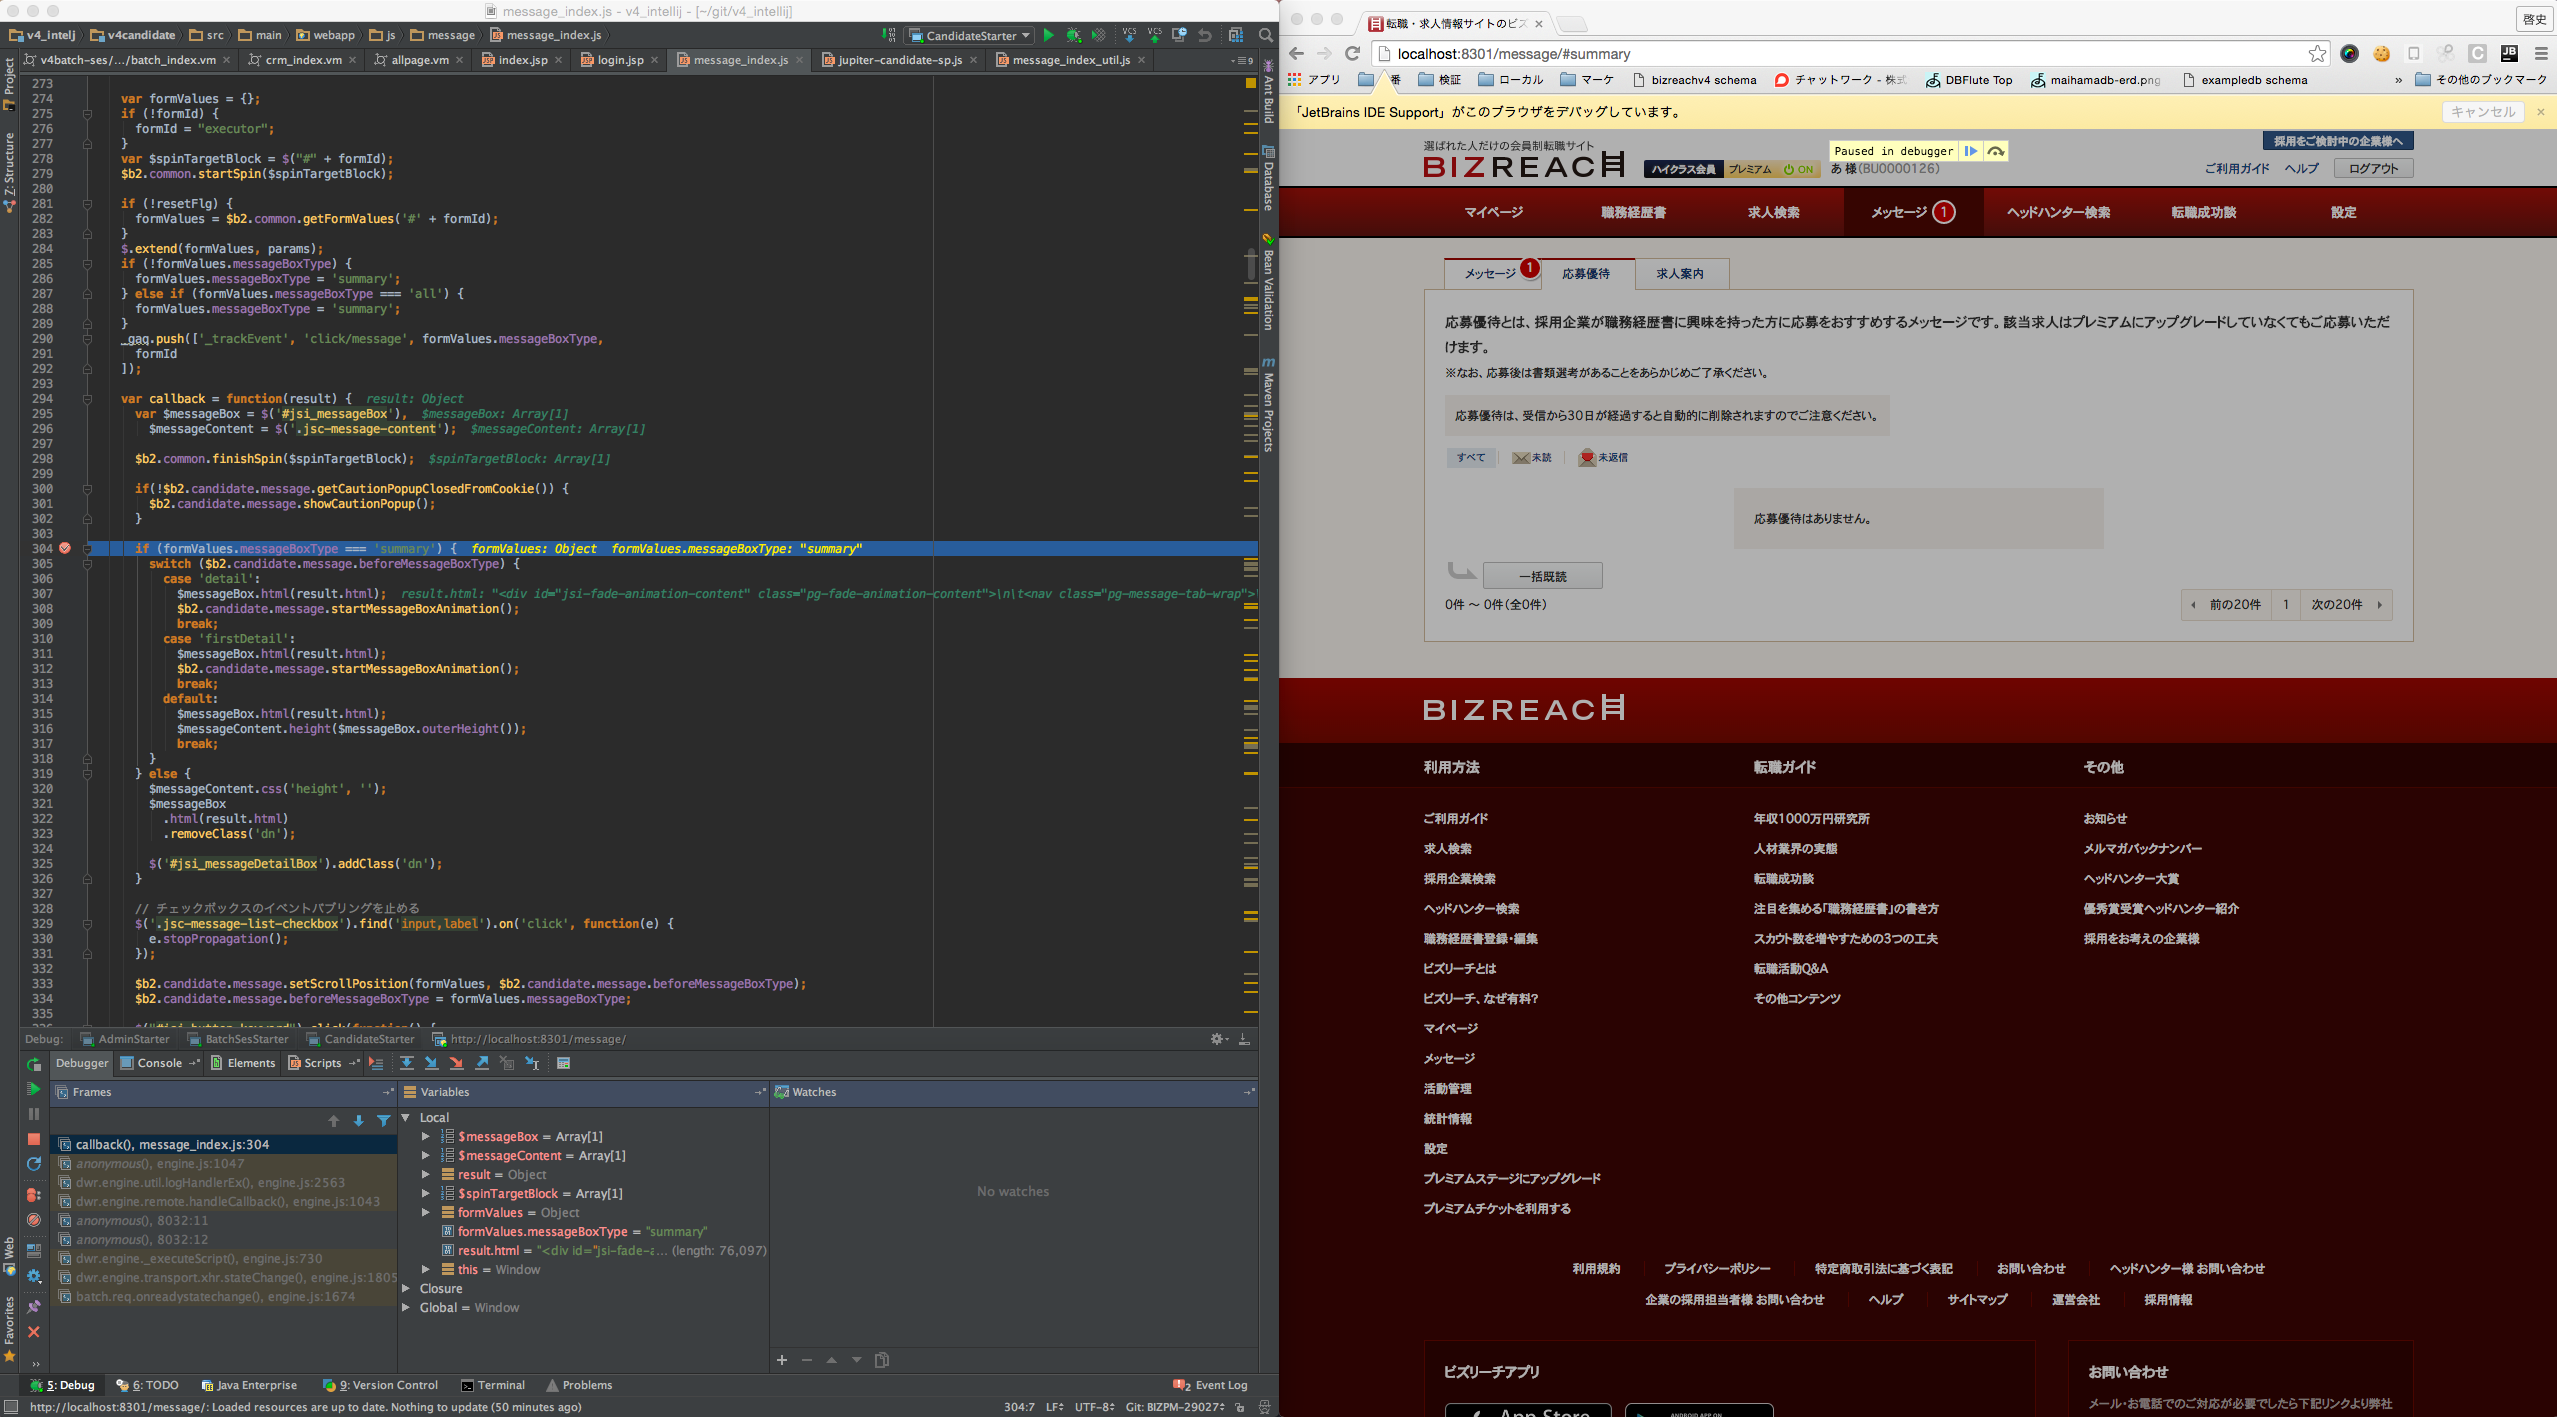 message_index.js - v4_intellij - [~/git/v4_intellij]
v4_intelj
v4candidate
src
main
webapp
js
message
message_index.js
CandidateStarter
v4batch-ses/.../batch_index.vm
crm_index.vm
allpage.vm
index.jsp
login.jsp
message_index.js
jupiter-candidate-sp.js
message_index_util.js
Project
Z: Structure
Web
Favorites
Ant Build
Database
Bean Validation
Maven Projects
273
274 var formValues = {};
275 if (!formId) {
276 formId = "executor";
277 }
278 var $spinTargetBlock = $("#" + formId);
279 $b2.common.startSpin($spinTargetBlock);
280
281 if (!resetFlg) {
282 formValues = $b2.common.getFormValues('#' + formId);
283 }
284 $.extend(formValues, params);
285 if (!formValues.messageBoxType) {
286 formValues.messageBoxType = 'summary';
287 } else if (formValues.messageBoxType === 'all') {
288 formValues.messageBoxType = 'summary';
289 }
290 _gaq.push(['_trackEvent', 'click/message', formValues.messageBoxType,
291 formId
292 ]);
293
294 var callback = function(result) { result: Object
295 var $messageBox = $('#jsi_messageBox'), $messageBox: Array[1]
296 $messageContent = $('.jsc-message-content'); $messageContent: Array[1]
297
298 $b2.common.finishSpin($spinTargetBlock); $spinTargetBlock: Array[1]
299
300 if(!$b2.candidate.message.getCautionPopupClosedFromCookie()) {
301 $b2.candidate.message.showCautionPopup();
302 }
303
304 if (formValues.messageBoxType === 'summary') { formValues: Object formValues.messageBoxType: "summary"
305 switch ($b2.candidate.message.beforeMessageBoxType) {
306 case 'detail':
307 $messageBox.html(result.html); result.html: "<div id="jsi-fade-animation-content" class="pg-fade-animation-content">\n\t<nav class="pg-message-tab-wrap">
308 $b2.candidate.message.startMessageBoxAnimation();
309 break;
310 case 'firstDetail':
311 $messageBox.html(result.html);
312 $b2.candidate.message.startMessageBoxAnimation();
313 break;
314 default:
315 $messageBox.html(result.html);
316 $messageContent.height($messageBox.outerHeight());
317 break;
318 }
319 } else {
320 $messageContent.css('height', '');
321 $messageBox
322 .html(result.html)
323 .removeClass('dn');
324
325 $('#jsi_messageDetailBox').addClass('dn');
326 }
327
328 // チェックボックスのイベントバブリングを止める
329 $('.jsc-message-list-checkbox').find('input,label').on('click', function(e) {
330 e.stopPropagation();
331 });
332
333 $b2.candidate.message.setScrollPosition(formValues, $b2.candidate.message.beforeMessageBoxType);
334 $b2.candidate.message.beforeMessageBoxType = formValues.messageBoxType;
335
Debug: AdminStarter BatchSesStarter CandidateStarter http://localhost:8301/message/
Debugger Console Elements Scripts
Frames
callback(), message_index.js:304
anonymous(), engine.js:1047
dwr.engine.util.logHandlerEx(), engine.js:2563
dwr.engine.remote.handleCallback(), engine.js:1043
anonymous(), 8032:11
anonymous(), 8032:12
dwr.engine._executeScript(), engine.js:730
dwr.engine.transport.xhr.stateChange(), engine.js:1805
batch.req.onreadystatechange(), engine.js:1674
Variables
Local
$messageBox = Array[1]
$messageContent = Array[1]
result = Object
$spinTargetBlock = Array[1]
formValues = Object
formValues.messageBoxType = "summary"
result.html = "<div id="jsi-fade-a... (length: 76,097)
this = Window
Closure
Global = Window
Watches
No watches
5: Debug
6: TODO
Java Enterprise
9: Version Control
Terminal
Problems
2 Event Log
http://localhost:8301/message/: Loaded resources are up to date. Nothing to update (50 minutes ago)
304:7 LF UTF-8 Git: BIZPM-29027
転職・求人情報サイトのビズ
啓史
localhost:8301/message/#summary
アプリ
番
検証
ローカル
マーケ
bizreachv4 schema
チャットワーク - 株式
DBFlute Top
maihamadb-erd.png
exampledb schema
»
その他のブックマーク
「JetBrains IDE Support」がこのブラウザをデバッグしています。
キャンセル
選ばれた人だけの会員制転職サイト
BIZREACH
ハイクラス会員 プレミアム ON
Paused in debugger
あ 様(BU0000126)
採用をご検討中の企業様へ
ご利用ガイド ヘルプ ログアウト
マイページ
職務経歴書
求人検索
メッセージ 1
ヘッドハンター検索
転職成功談
設定
メッセージ 1
応募優待
求人案内
応募優待とは、採用企業が職務経歴書に興味を持った方に応募をおすすめするメッセージです。該当求人はプレミアムにアップグレードしていなくてもご応募いただ
けます。
※なお、応募後は書類選考があることをあらかじめご了承ください。
応募優待は、受信から30日が経過すると自動的に削除されますのでご注意ください。
すべて 未読 未返信
応募優待はありません。
一括既読
0件 ～ 0件(全0件)
前の20件 1 次の20件
BIZREACH
利用方法
ご利用ガイド
求人検索
採用企業検索
ヘッドハンター検索
職務経歴書登録・編集
ビズリーチとは
ビズリーチ、なぜ有料?
マイページ
メッセージ
活動管理
統計情報
設定
プレミアムステージにアップグレード
プレミアムチケットを利用する
転職ガイド
年収1000万円研究所
人材業界の実態
転職成功談
注目を集める「職務経歴書」の書き方
スカウト数を増やすための3つの工夫
転職活動Q&A
その他コンテンツ
その他
お知らせ
メルマガバックナンバー
ヘッドハンター大賞
優秀賞受賞ヘッドハンター紹介
採用をお考えの企業様
利用規約 プライバシーポリシー 特定商取引法に基づく表記 お問い合わせ ヘッドハンター様 お問い合わせ
企業の採用担当者様 お問い合わせ ヘルプ サイトマップ 運営会社 採用情報
ビズリーチアプリ
App Store
ANDROID APP ON
お問い合わせ
メール・お電話でのご対応が必要でしたら下記リンクより弊社